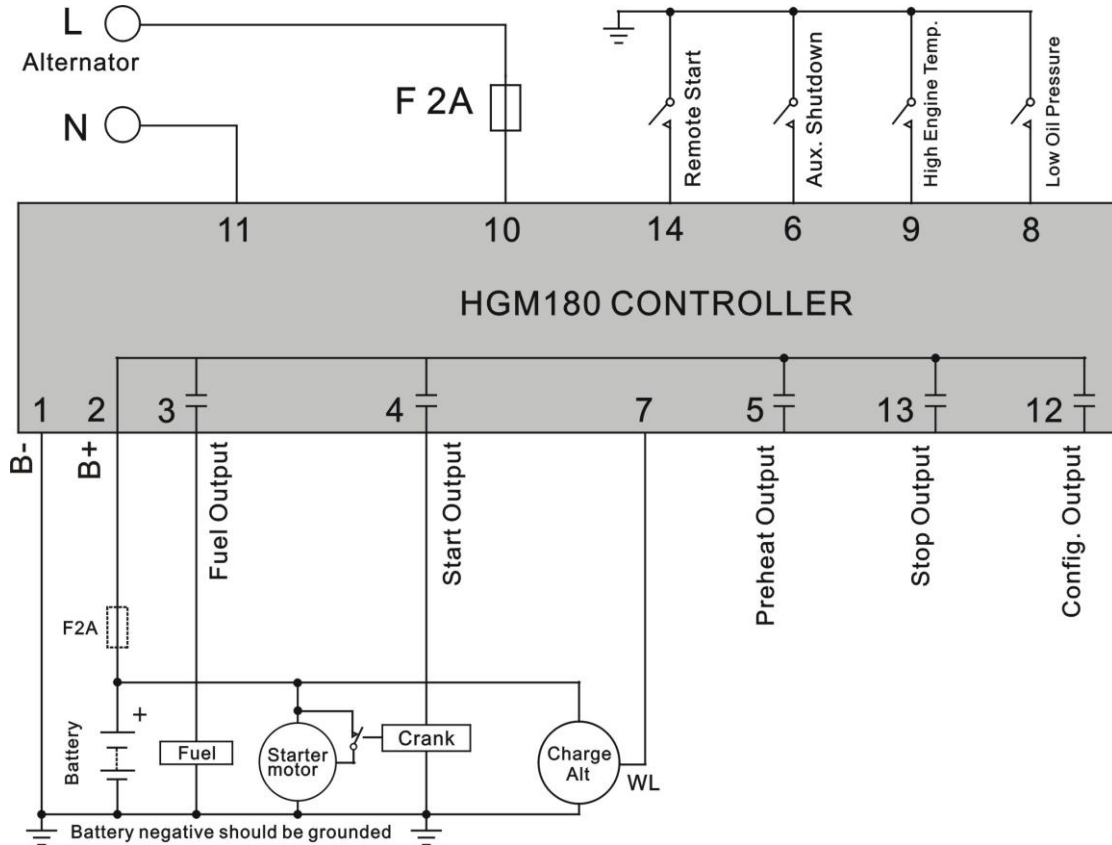 L
Alternator
N
F 2A
Remote Start
Aux. Shutdown
High Engine Temp.
Low Oil Pressure
11
10
14
6
9
8
HGM180 CONTROLLER
1
2
3
4
7
5
13
12
B-
B+
Fuel Output
Start Output
Preheat Output
Stop Output
Config. Output
F2A
+
Battery
Fuel
Starter
motor
Crank
Charge
Alt
WL
Battery negative should be grounded